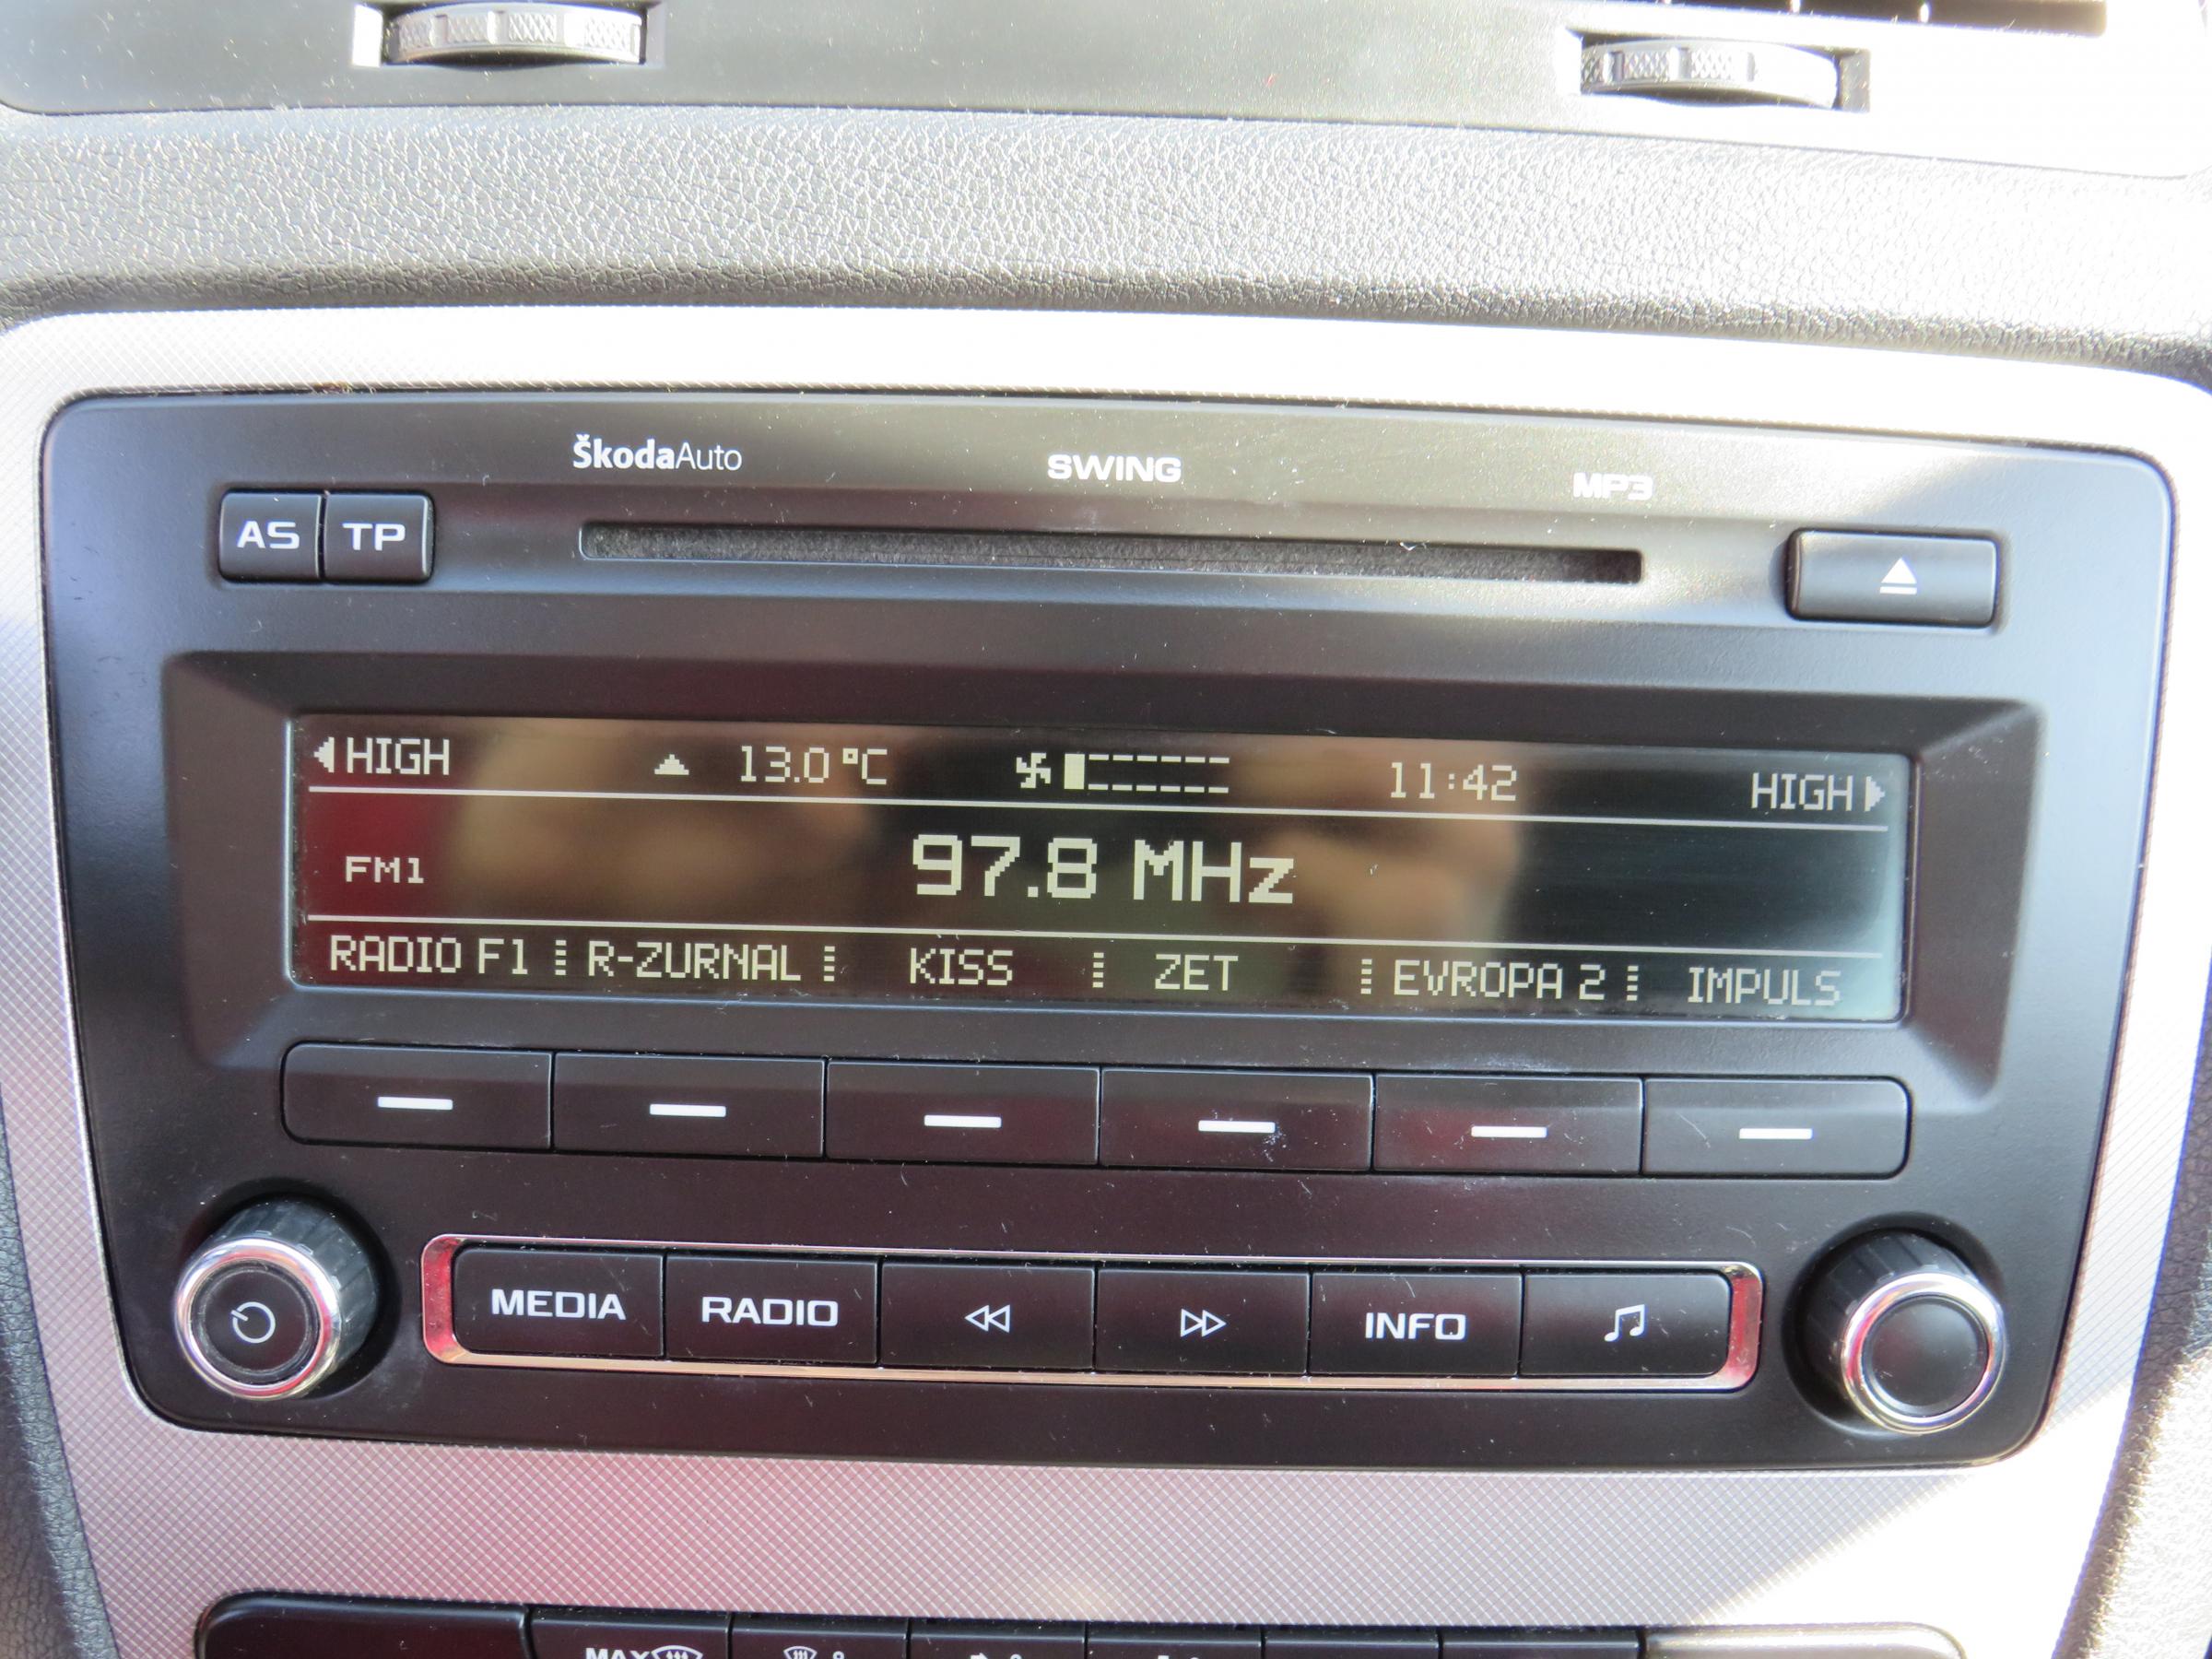 ŠkodaAuto SWING MP3
AS TP
HIGH 13.0 °C 11:42 HIGH
FM1 97.8 MHz
RADIO F1 R-ZURNAL KISS ZET EVROPA 2 IMPULS
MEDIA RADIO INFO
MAX